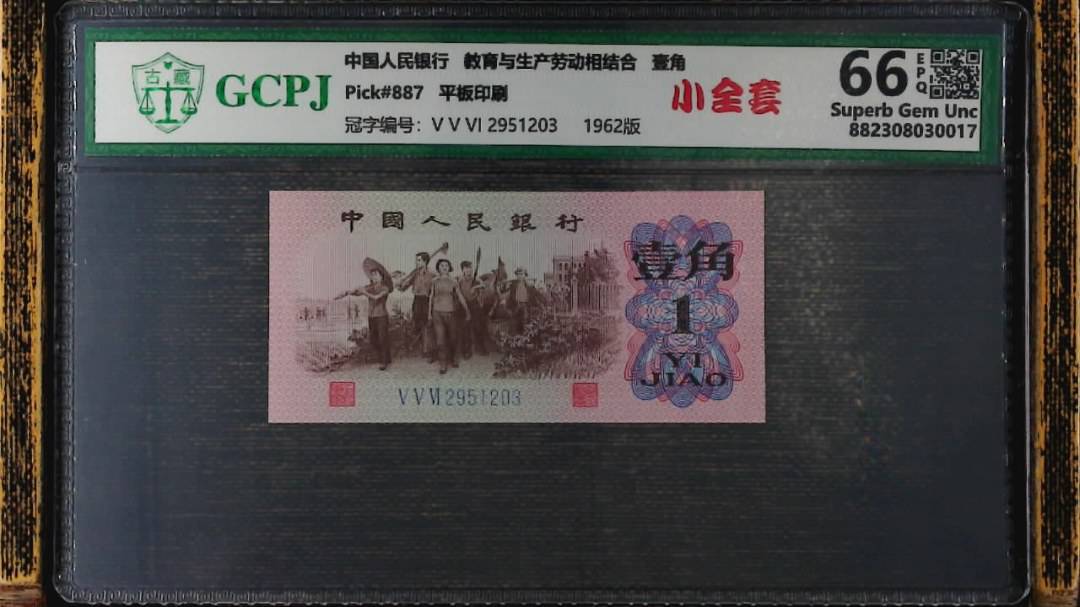 古藏
GCPJ
中国人民银行 教育与生产劳动相结合 壹角
Pick#887 平板印刷
冠字编号：V V VI 2951203 1962版
小全套
66
EPQ
Superb Gem Unc
882308030017
中國人民銀行
壹角
1
YI
JIAO
V V VI 2951203